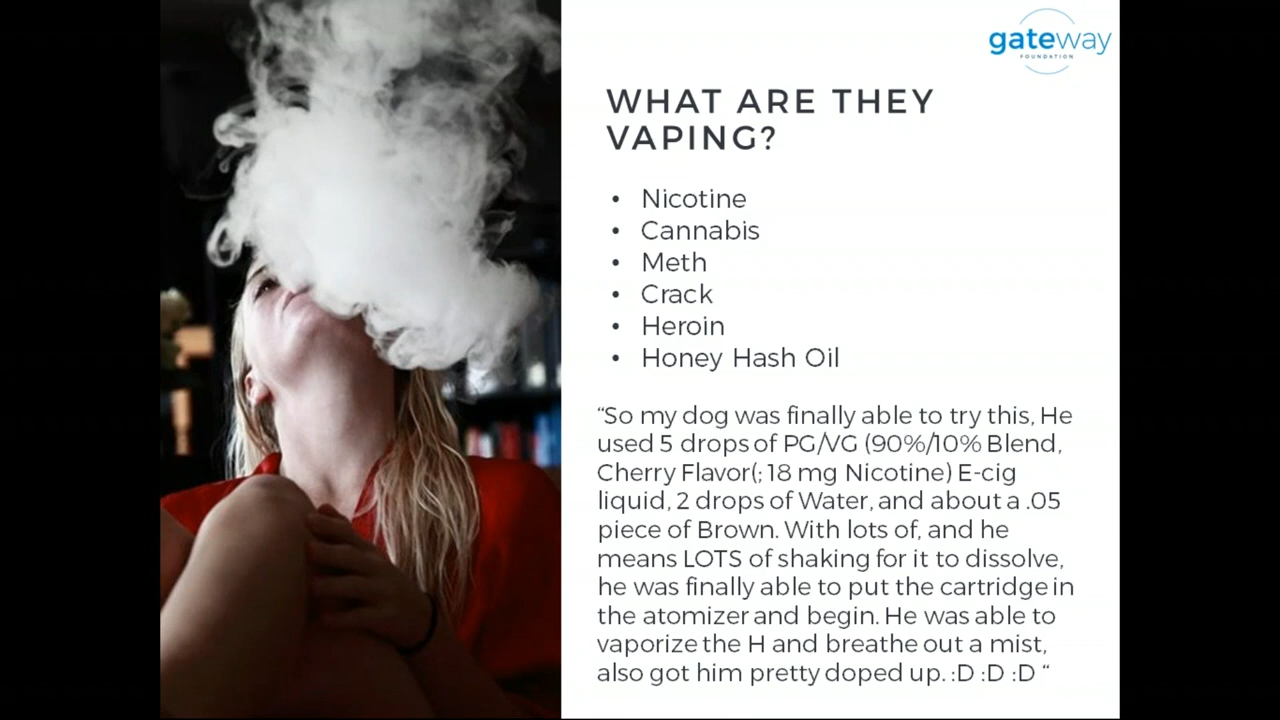 gateway
FOUNDATION
WHAT ARE THEY
VAPING?
• Nicotine
• Cannabis
• Meth
• Crack
• Heroin
• Honey Hash Oil
“So my dog was finally able to try this, He
used 5 drops of PG/VG (90%/10% Blend,
Cherry Flavor(; 18 mg Nicotine) E-cig
liquid, 2 drops of Water, and about a .05
piece of Brown. With lots of, and he
means LOTS of shaking for it to dissolve,
he was finally able to put the cartridge in
the atomizer and begin. He was able to
vaporize the H and breathe out a mist,
also got him pretty doped up. :D :D :D “